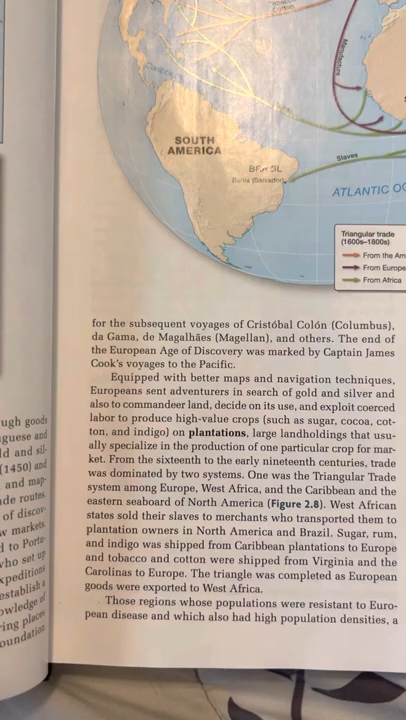 Cotton
Manufacture
SOUTH
AMERICA
BRAZIL
Bahia (Salvador)
Slaves
ATLANTIC
Triangular trade
(1600s–1800s)
From the Am
From Europe
From Africa
for the subsequent voyages of Cristóbal Colón (Columbus),
da Gama, de Magalhães (Magellan), and others. The end of
the European Age of Discovery was marked by Captain James
Cook's voyages to the Pacific.
Equipped with better maps and navigation techniques,
Europeans sent adventurers in search of gold and silver and
also to commandeer land, decide on its use, and exploit coerced
labor to produce high-value crops (such as sugar, cocoa, cot-
ton, and indigo) on plantations, large landholdings that usu-
ally specialize in the production of one particular crop for mar-
ket. From the sixteenth to the early nineteenth centuries, trade
was dominated by two systems. One was the Triangular Trade
system among Europe, West Africa, and the Caribbean and the
eastern seaboard of North America (Figure 2.8). West African
states sold their slaves to merchants who transported them to
plantation owners in North America and Brazil. Sugar, rum,
and indigo was shipped from Caribbean plantations to Europe
and tobacco and cotton were shipped from Virginia and the
Carolinas to Europe. The triangle was completed as European
goods were exported to West Africa.
Those regions whose populations were resistant to Euro-
pean disease and which also had high population densities, a
ugh goods
guese and
ld and sil-
(1450) and
and map-
ade routes.
of discov-
w markets.
d to Portu-
who set up
xpeditions
establish a
owledge of
ring places
oundation